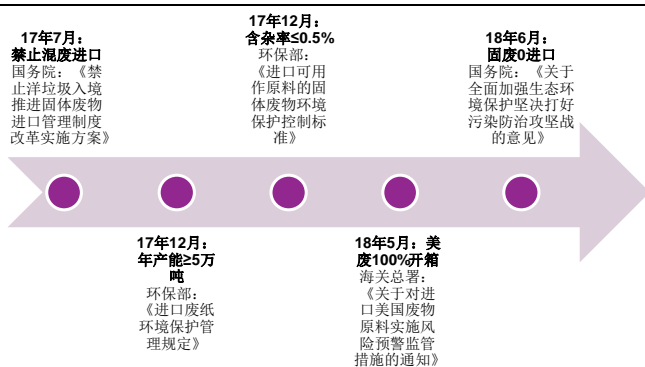 17年7月：
禁止混废进口
国务院：《禁
止洋垃圾入境
推进固体废物
进口管理制度
改革实施方案》
17年12月：
年产能≥5万
吨
环保部：
《进口废纸
环境保护管
理规定》
17年12月：
含杂率≤0.5%
环保部：
《进口可用
作原料的固
体废物环境
保护控制标
准》
18年5月：美
废100%开箱
海关总署：
《关于对进
口美国废物
原料实施风
险预警监管
措施的通知》
18年6月：
固废0进口
国务院：《关于
全面加强生态环
境保护坚决打好
污染防治攻坚战
的意见》